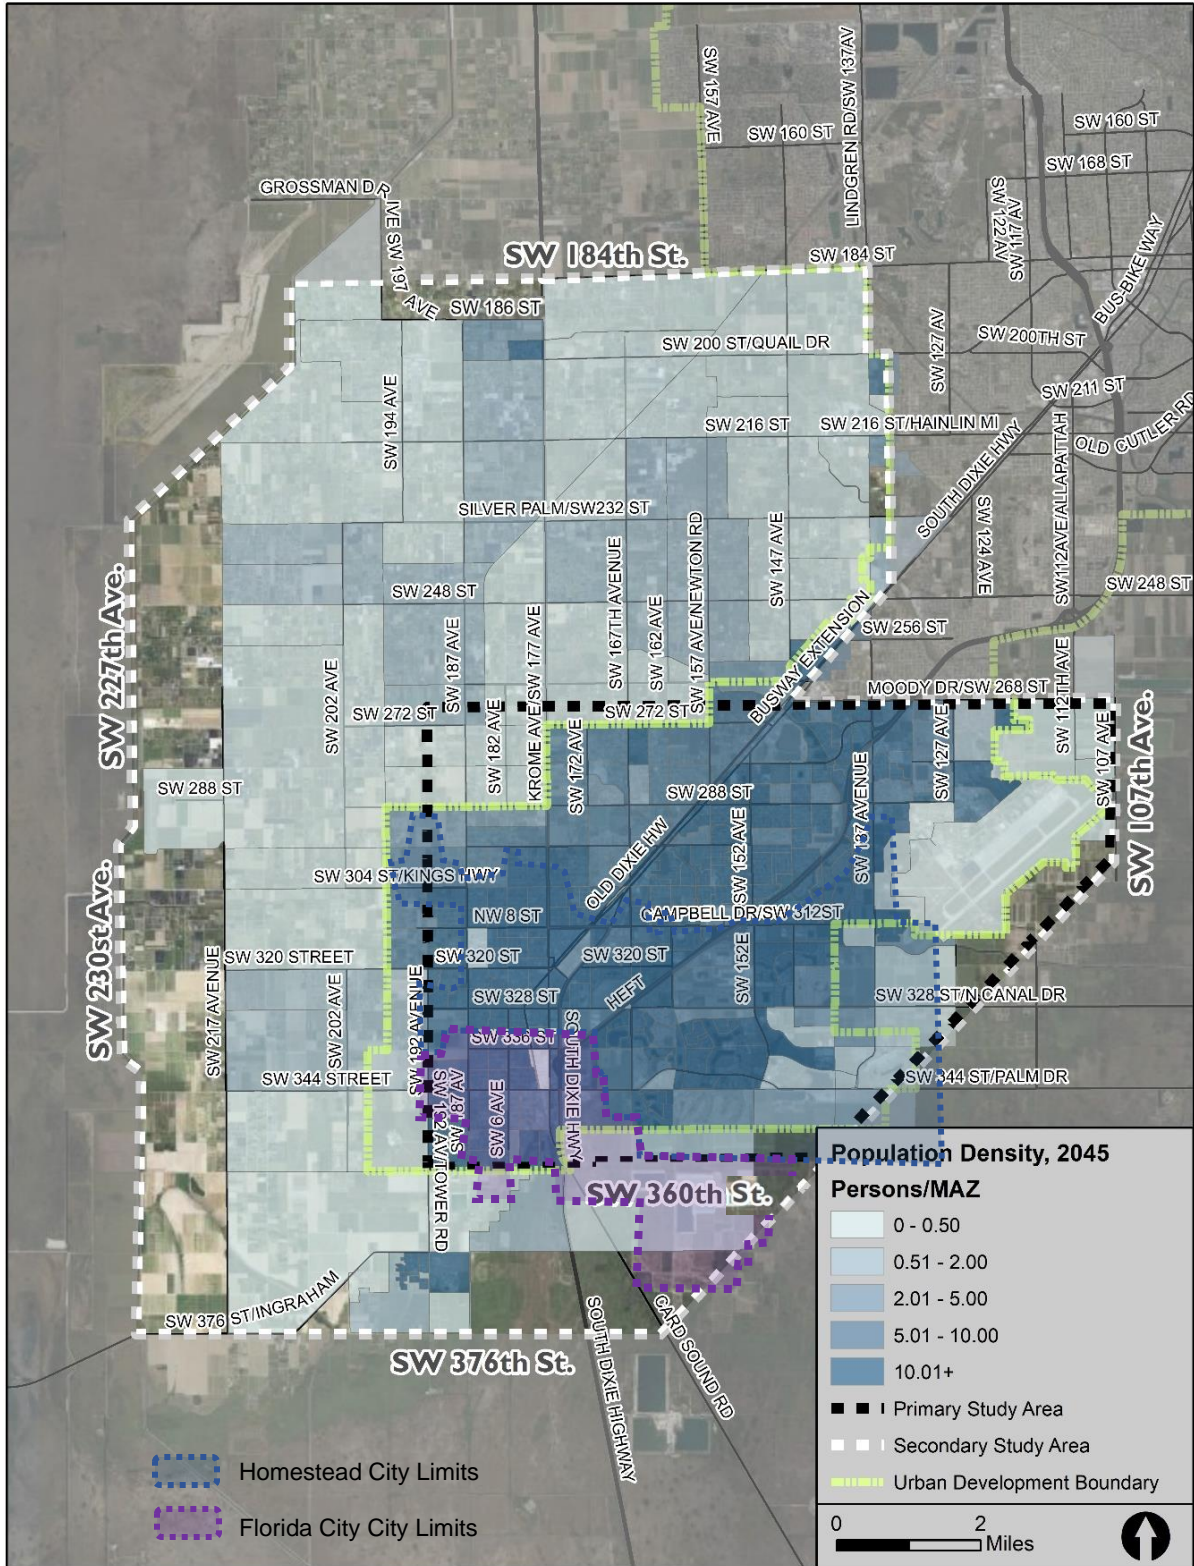 SW 157 AVE
LINDGREN RD/SW 137AV
SW 160 ST
SW 160 ST
SW 168 ST
SW 122 AV
SW 117 AV
GROSSMAN DRIVE SW 197 AVE
BUS-BIKEWAY
SW 184th St.
SW 184 ST
SW 186 ST
SW 127 AV
SW 200TH ST
SW 200 ST/QUAIL DR
SW 211 ST
SW 194 AVE
SW 216 ST
SW 216 ST/HAINLIN MI
OLD CUTLER RD
SOUTH DIXIE HWY
SILVER PALM/SW232 ST
SW 124 AVE
SW112AVE/ALLAPATTAH
SW 147 AVE
SW 157 AVE/NEWTON RD
SW 167TH AVENUE
SW 162 AVE
SW 248 ST
SW 248 ST
SW 227th Ave.
SW 187 AVE
KROME AVE/SW 177 AVE
BUSWAY EXTENSION
SW 256 ST
SW 202 AVE
SW 182 AVE
SW 172 AVE
SW 272 ST
SW 272 ST
MOODY DR/SW 268 ST
SW 112TH AVE
SW 107 AVE
SW 107th Ave.
SW 127 AVE
SW 137 AVENUE
SW 288 ST
SW 288 ST
SW 152 AVE
OLD DIXIE HW
SW 304 ST/KINGS HWY
NW 8 ST
CAMPBELL DR/SW 312ST
SW 230st Ave.
SW 217 AVENUE
SW 320 STREET
SW 320 ST
SW 320 ST
SW 152E
SW 202 AVE
SW 192 AVENUE
SW 328 ST
HEFT
SW 328 ST/N CANAL DR
SW 336 ST
SOUTH DIXIE HWY
SW 344 STREET
SW 344 ST/PALM DR
SW 187 AV
SW 6 AVE
SW 192 AV/TOWER RD
SW 360th St.
SW 376 ST/INGRAHAM
SW 376th St.
SOUTH DIXIE HIGHWAY
CARD SOUND RD
Homestead City Limits
Florida City City Limits
Population Density, 2045
Persons/MAZ
0 - 0.50
0.51 - 2.00
2.01 - 5.00
5.01 - 10.00
10.01+
Primary Study Area
Secondary Study Area
Urban Development Boundary
0 2
Miles